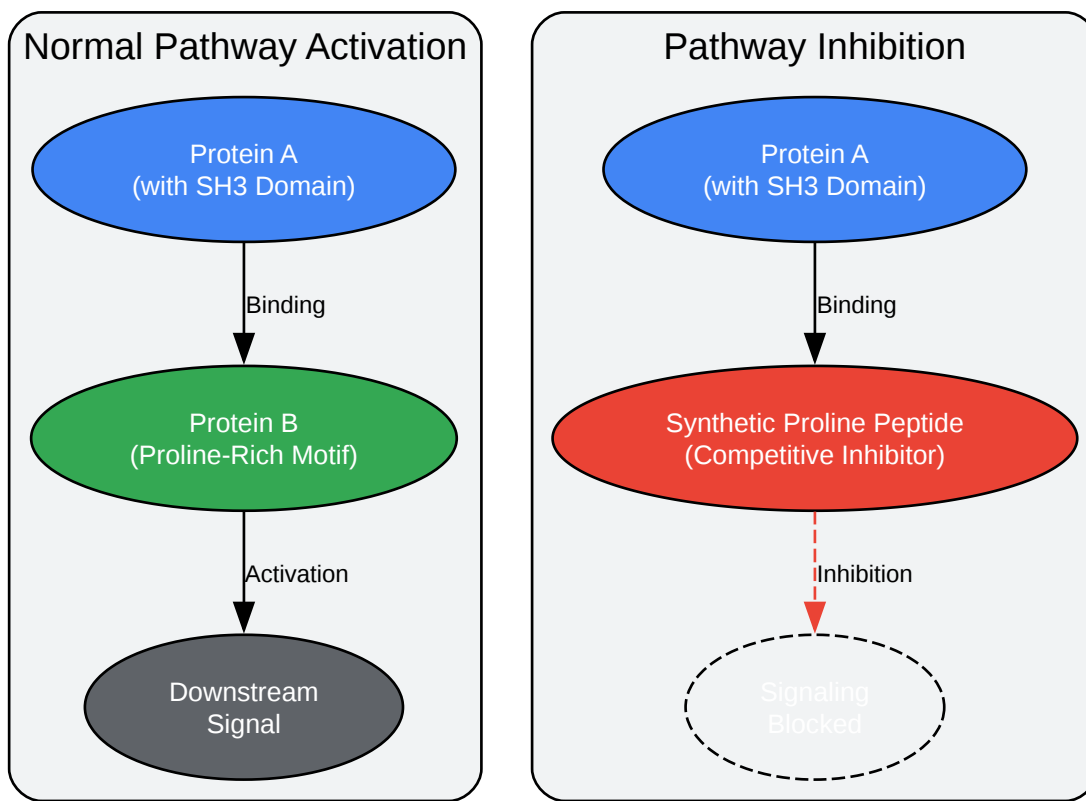 Normal Pathway Activation
Protein A
(with SH3 Domain)
Binding
Protein B
(Proline-Rich Motif)
Activation
Downstream
Signal
Pathway Inhibition
Protein A
(with SH3 Domain)
Binding
Synthetic Proline Peptide
(Competitive Inhibitor)
Inhibition
Signaling
Blocked